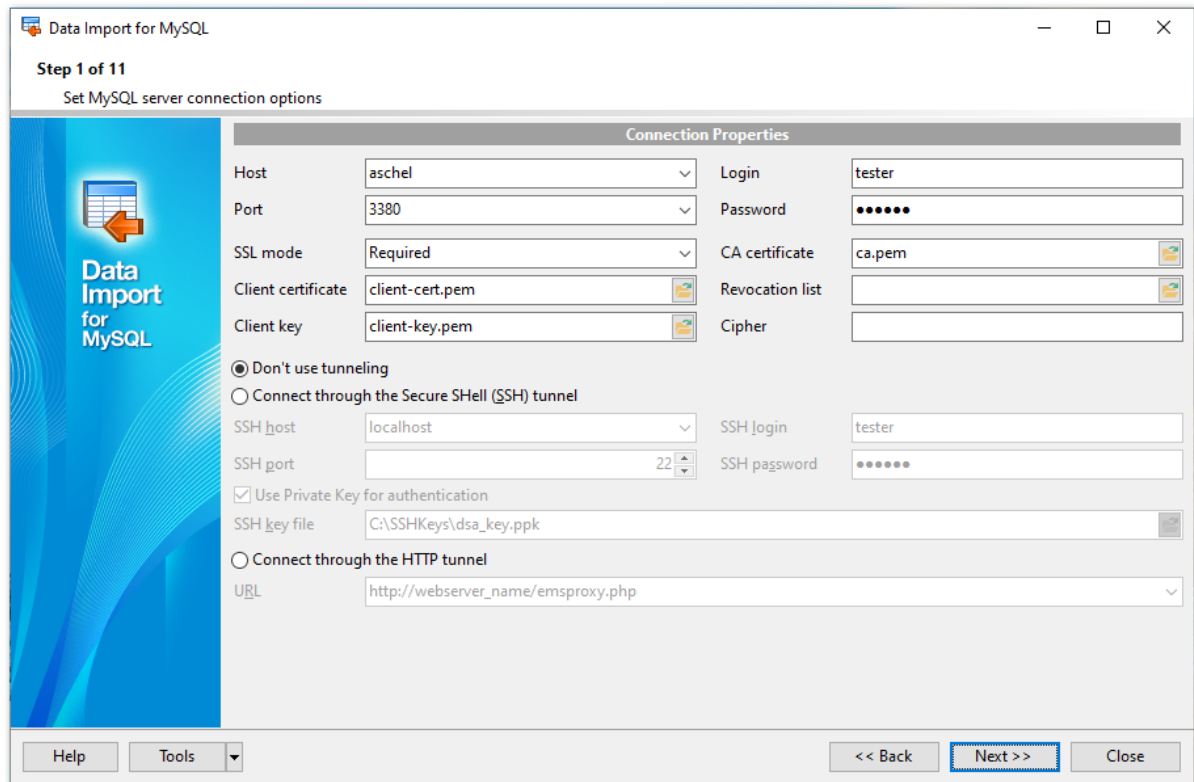 Data Import for MySQL
Step 1 of 11
Set MySQL server connection options
Data
Import
for
MySQL
Connection Properties
Host aschel Login tester
Port 3380 Password ●●●●●●
SSL mode Required CA certificate ca.pem
Client certificate client-cert.pem Revocation list
Client key client-key.pem Cipher
Don't use tunneling
Connect through the Secure SHell (SSH) tunnel
SSH host localhost SSH login tester
SSH port 22 SSH password ●●●●●●
Use Private Key for authentication
SSH key file C:\SSHKeys\dsa_key.ppk
Connect through the HTTP tunnel
URL http://webserver_name/emsproxy.php
Help Tools << Back Next >> Close